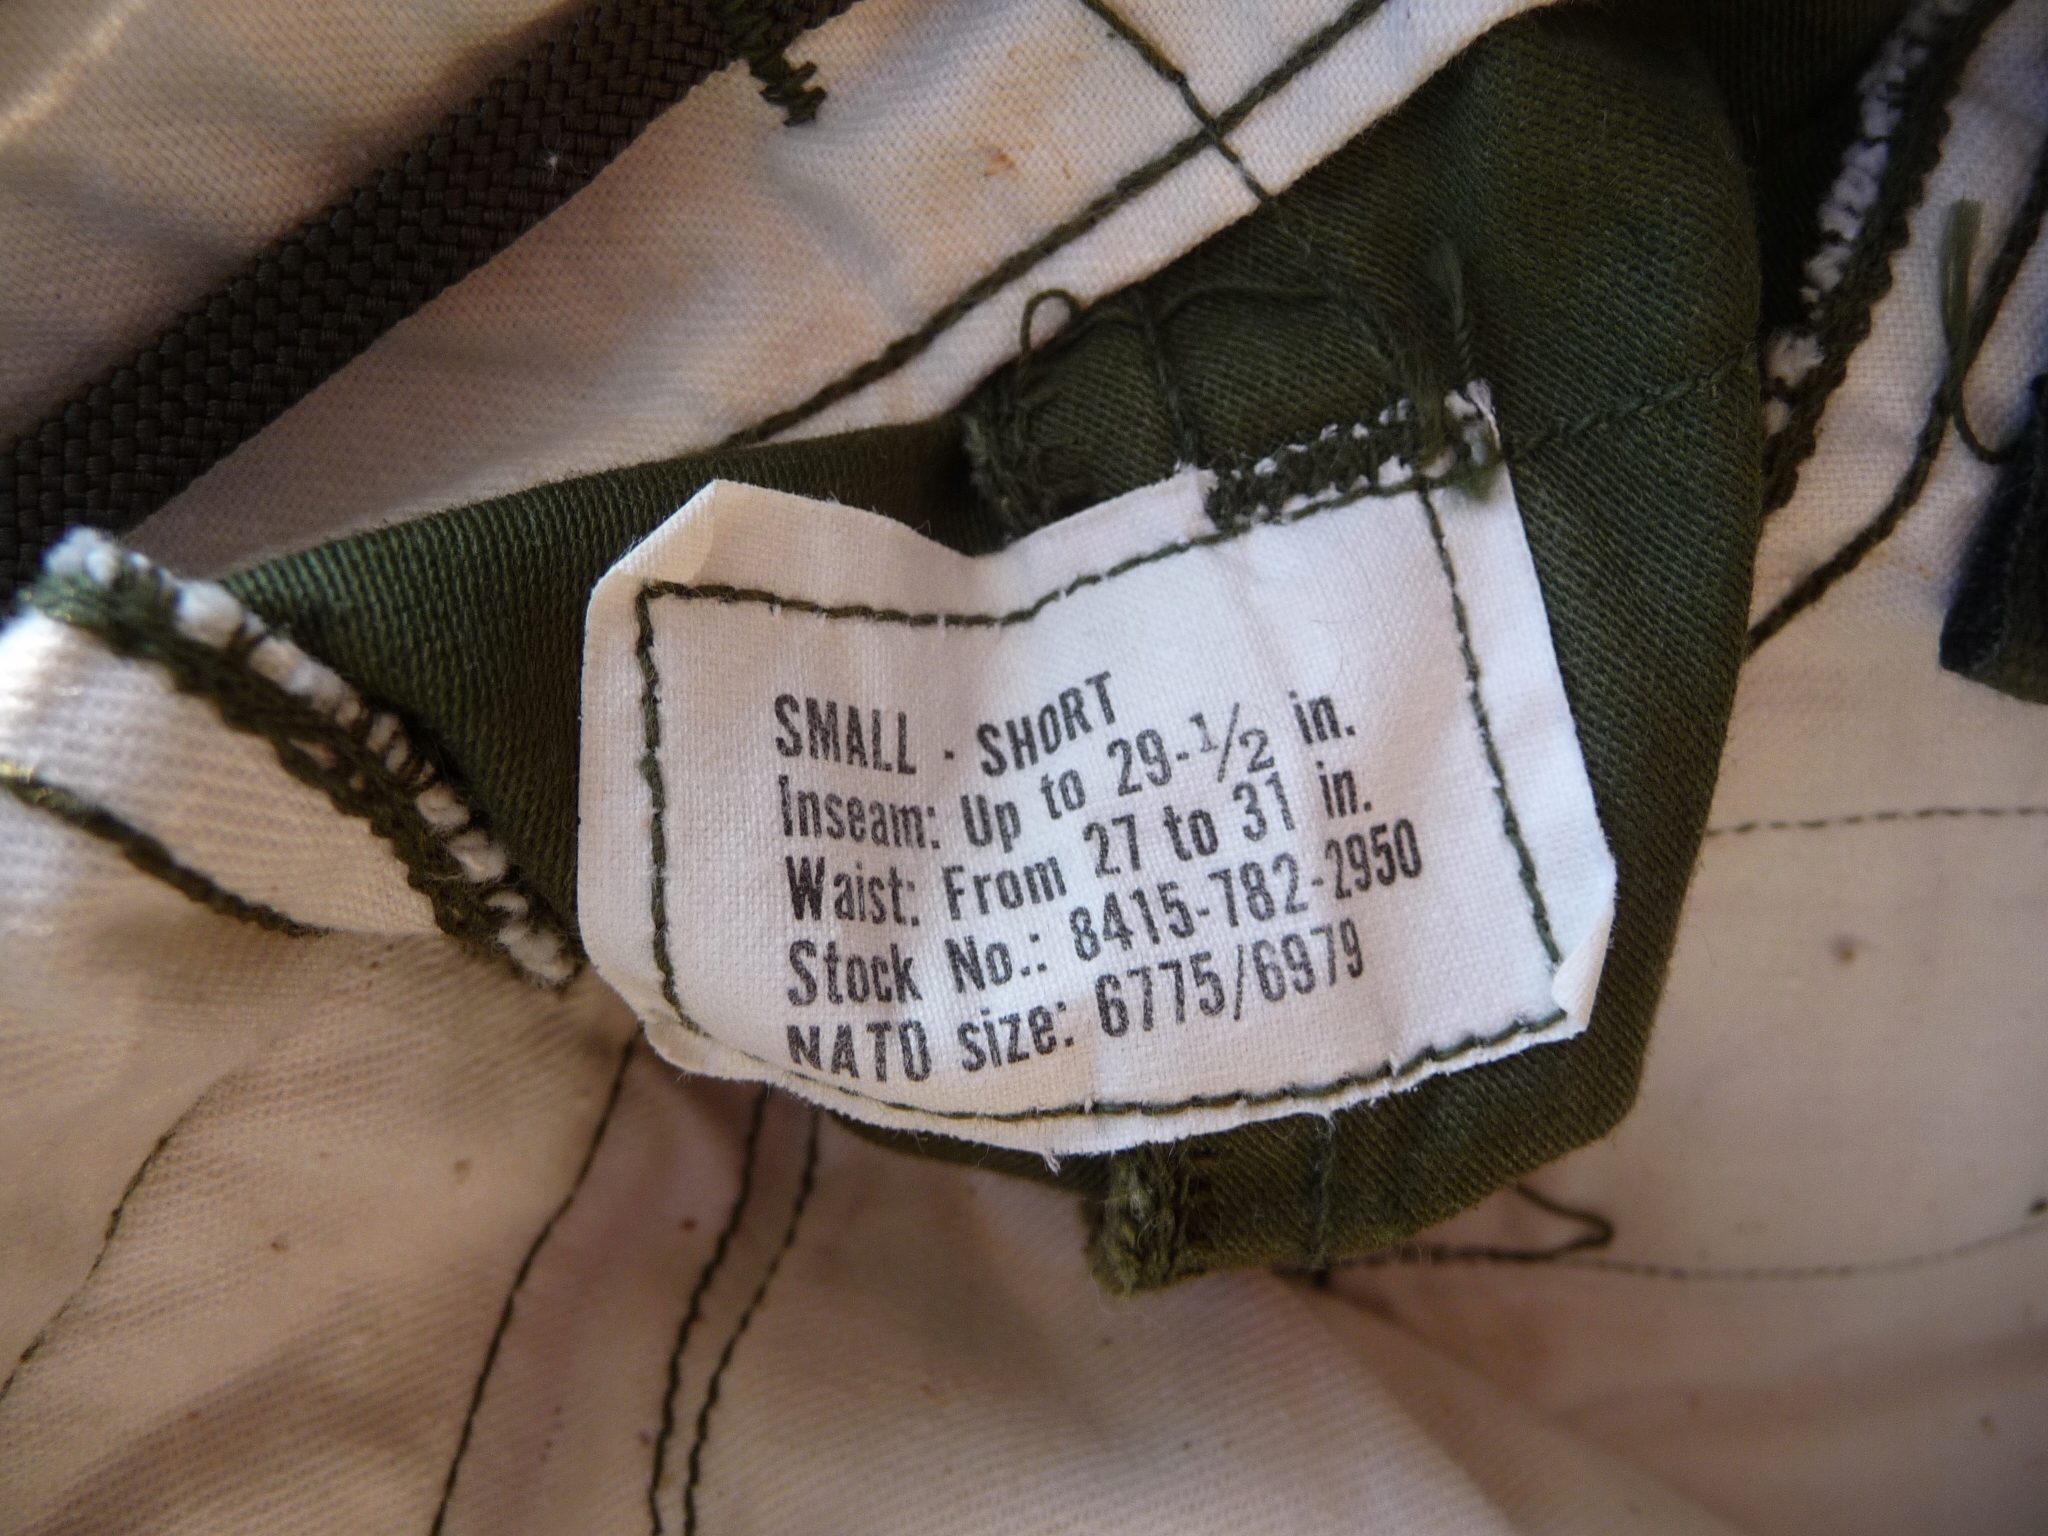 SMALL - SHORT
Inseam: Up to 29-1/2 in.
Waist: From 27 to 31 in.
Stock No.: 8415-782-2950
NATO size: 6775/6979